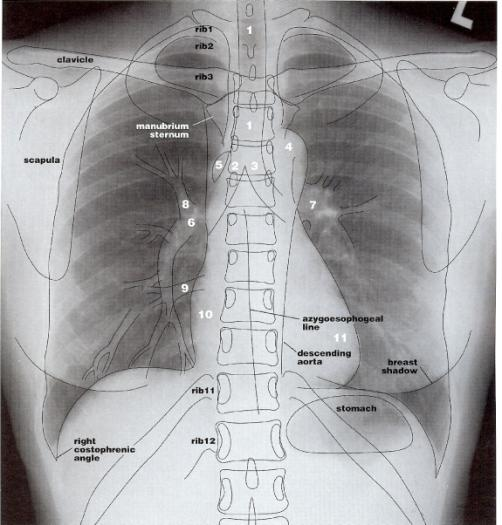 L
1
rib1
rib2
clavicle
rib3
manubrium
sternum
1
4
scapula
5 2 3
8
7
6
9
10
azygoesophogeal
line
11
descending
aorta
breast
shadow
rib11
stomach
right
costophrenic
angle
rib12